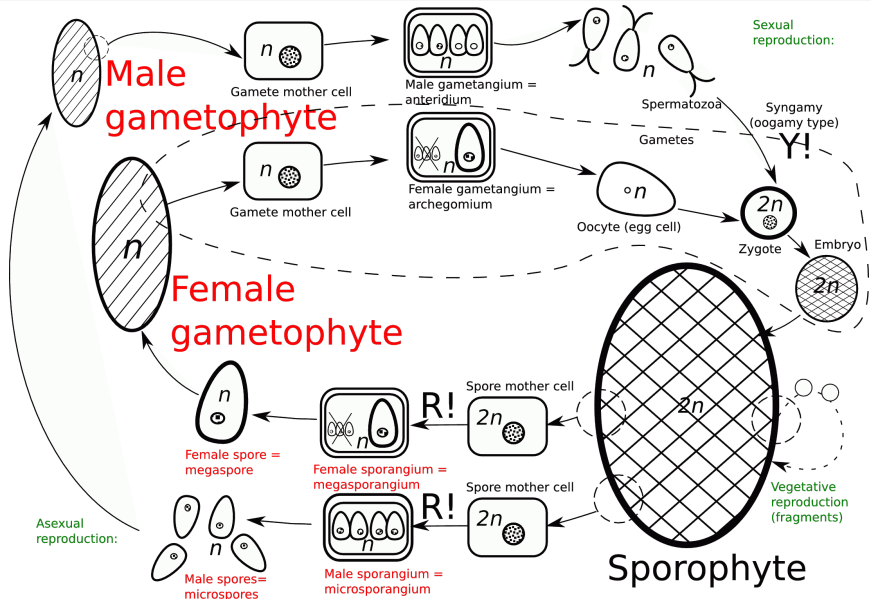 Sexual
reproduction:
n
Male
gametophyte
n
Gamete mother cell
n
Male gametangium =
anteridium
n
Spermatozoa
Syngamy
(oogamy type)
Y!
Gametes
n
Gamete mother cell
n
Female gametangium =
archegomium
n
Oocyte (egg cell)
2n
Zygote
Embryo
2n
n
Female
gametophyte
n
Female spore =
megaspore
n
Female sporangium =
megasporangium
R!
Spore mother cell
2n
2n
Vegetative
reproduction
(fragments)
Asexual
reproduction:
n
Male spores=
microspores
n
Male sporangium =
microsporangium
R!
Spore mother cell
2n
Sporophyte